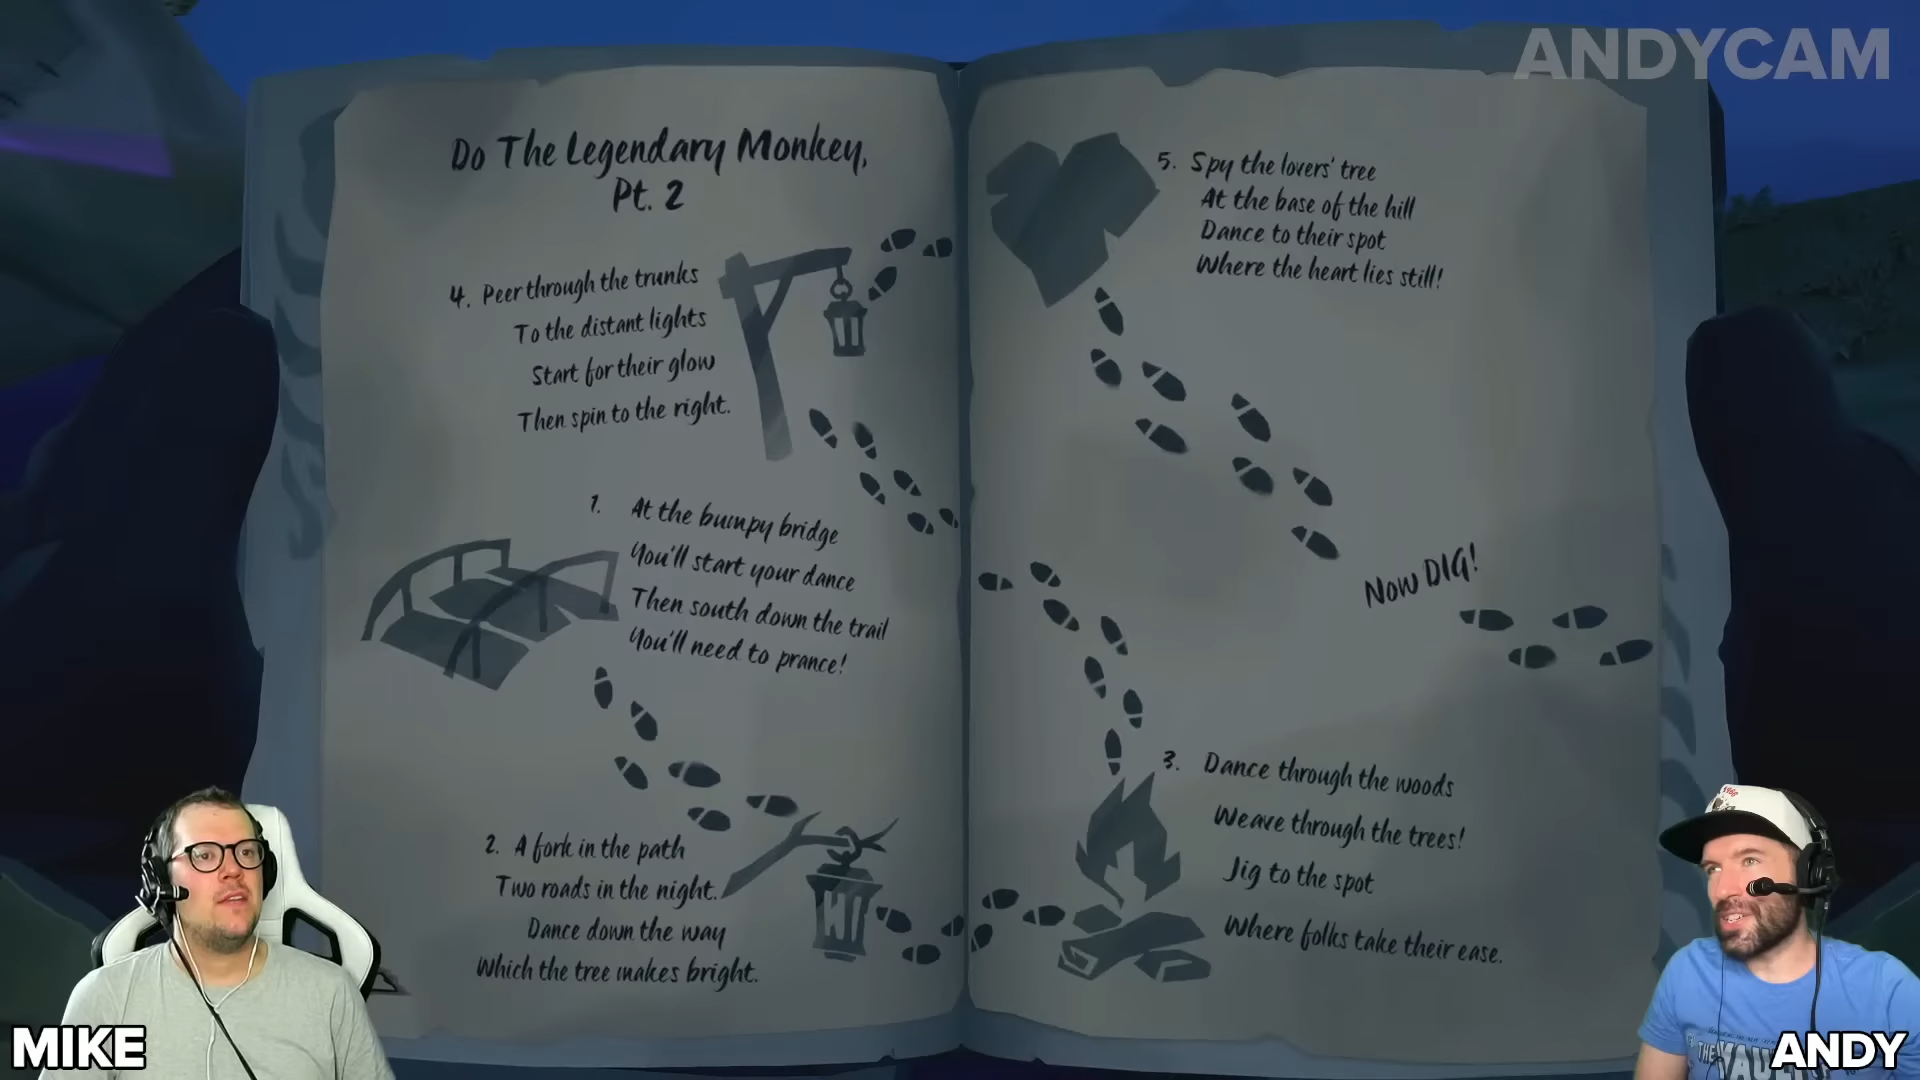 ANDYCAM
Do The Legendary Monkey,
Pt. 2
4. Peer through the trunks
To the distant lights
Start for their glow
Then spin to the right.
1. At the bumpy bridge
You'll start your dance
Then south down the trail
You'll need to prance!
2. A fork in the path
Two roads in the night.
Dance down the way
Which the tree makes bright.
5. Spy the lovers' tree
At the base of the hill
Dance to their spot
Where the heart lies still!
Now DIG!
3. Dance through the woods
Weave through the trees!
Jig to the spot
Where folks take their ease.
MIKE
ANDY
THE